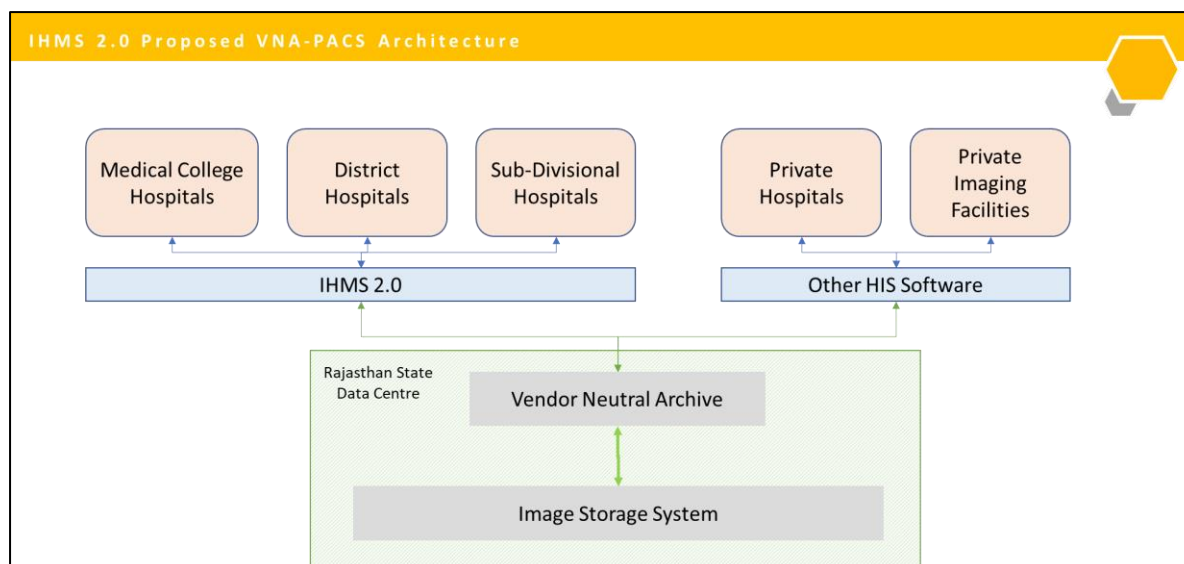 IHMS 2.0 Proposed VNA-PACS Architecture
Medical College
Hospitals
District
Hospitals
Sub-Divisional
Hospitals
Private
Hospitals
Private
Imaging
Facilities
IHMS 2.0
Other HIS Software
Rajasthan State
Data Centre
Vendor Neutral Archive
Image Storage System